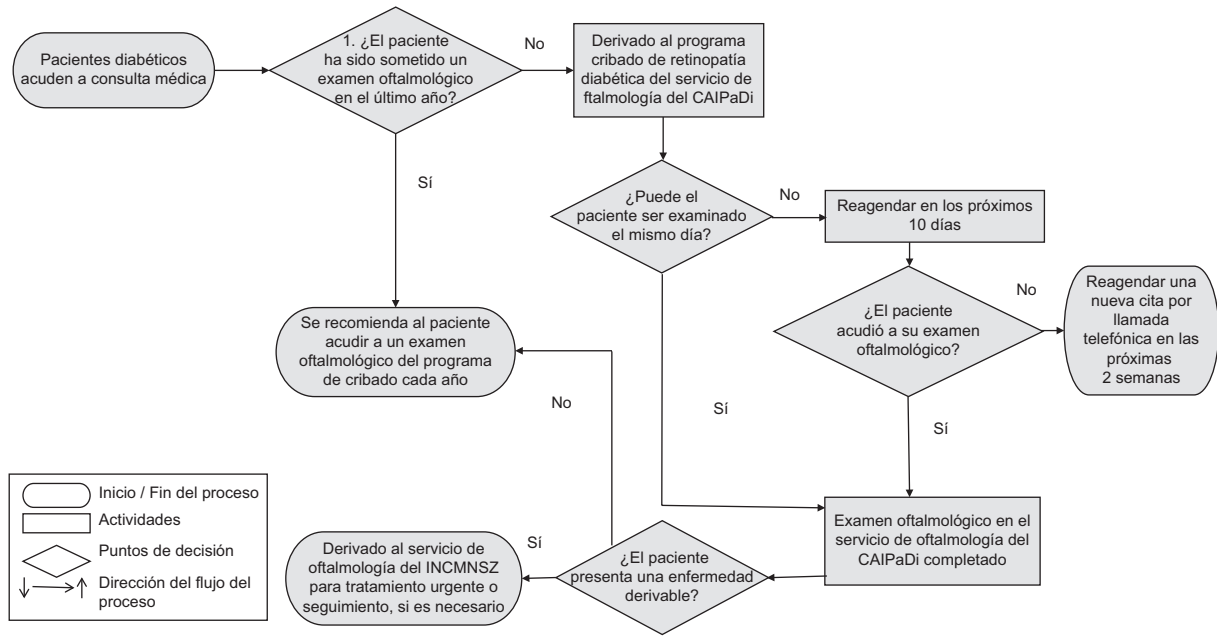 Pacientes diabéticos
acuden a consulta médica
1. ¿El paciente
ha sido sometido un
examen oftalmológico
en el último año?
No
Derivado al programa
cribado de retinopatía
diabética del servicio de
ftalmología del CAIPaDi
Sí
¿Puede el
paciente ser examinado
el mismo día?
No
Reagendar en los próximos
10 días
¿El paciente
acudió a su examen
oftalmológico?
No
Reagendar una
nueva cita por
llamada
telefónica en las
próximas
2 semanas
Se recomienda al paciente
acudir a un examen
oftalmológico del programa
de cribado cada año
No
Sí
Sí
Examen oftalmológico en el
servicio de oftalmología del
CAIPaDi completado
¿El paciente
presenta una enfermedad
derivable?
Sí
Derivado al servicio de
oftalmología del INCMNSZ
para tratamiento urgente o
seguimiento, si es necesario
Inicio / Fin del proceso
Actividades
Puntos de decisión
Dirección del flujo del
proceso